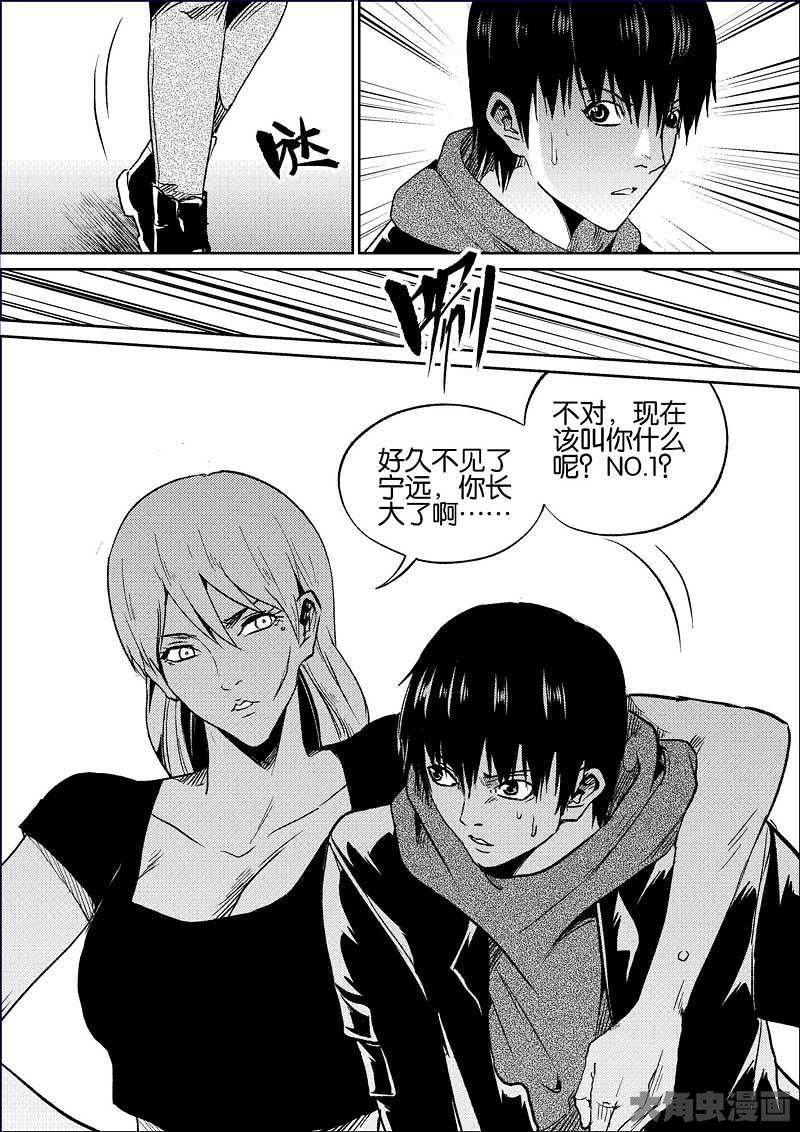 哒
唰
好久不见了
宁远，你长
大了啊……
不对，现在
该叫你什么
呢？NO.1？
大角虫漫画